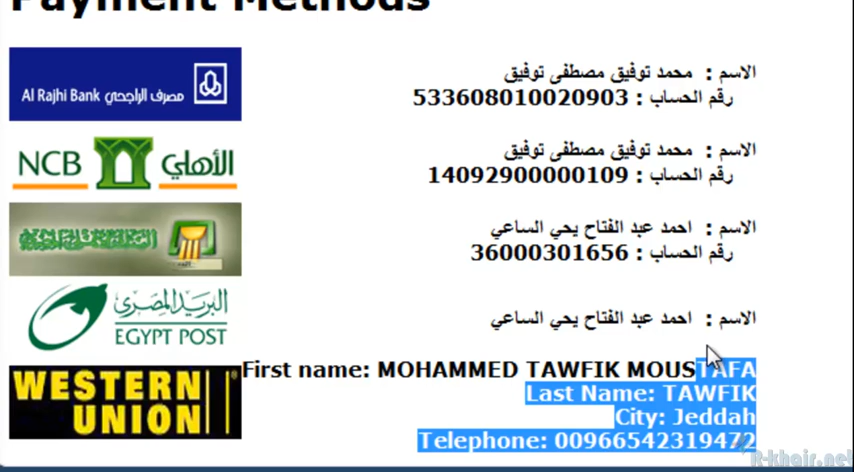 Payment Methods
Al Rajhi Bank مصرف الراجحي
الاسم : محمد توفيق مصطفى توفيق
رقم الحساب : 533608010020903
NCB الأهلي
الاسم : محمد توفيق مصطفى توفيق
رقم الحساب : 14092900000109
الاسم : احمد عبد الفتاح يحي الساعي
رقم الحساب : 36000301656
البريد المصرى
EGYPT POST
الاسم : احمد عبد الفتاح يحي الساعي
WESTERN
UNION
First name: MOHAMMED TAWFIK MOUSTAFA
Last Name: TAWFIK
City: Jeddah
Telephone: 00966542319472
R-khair.net